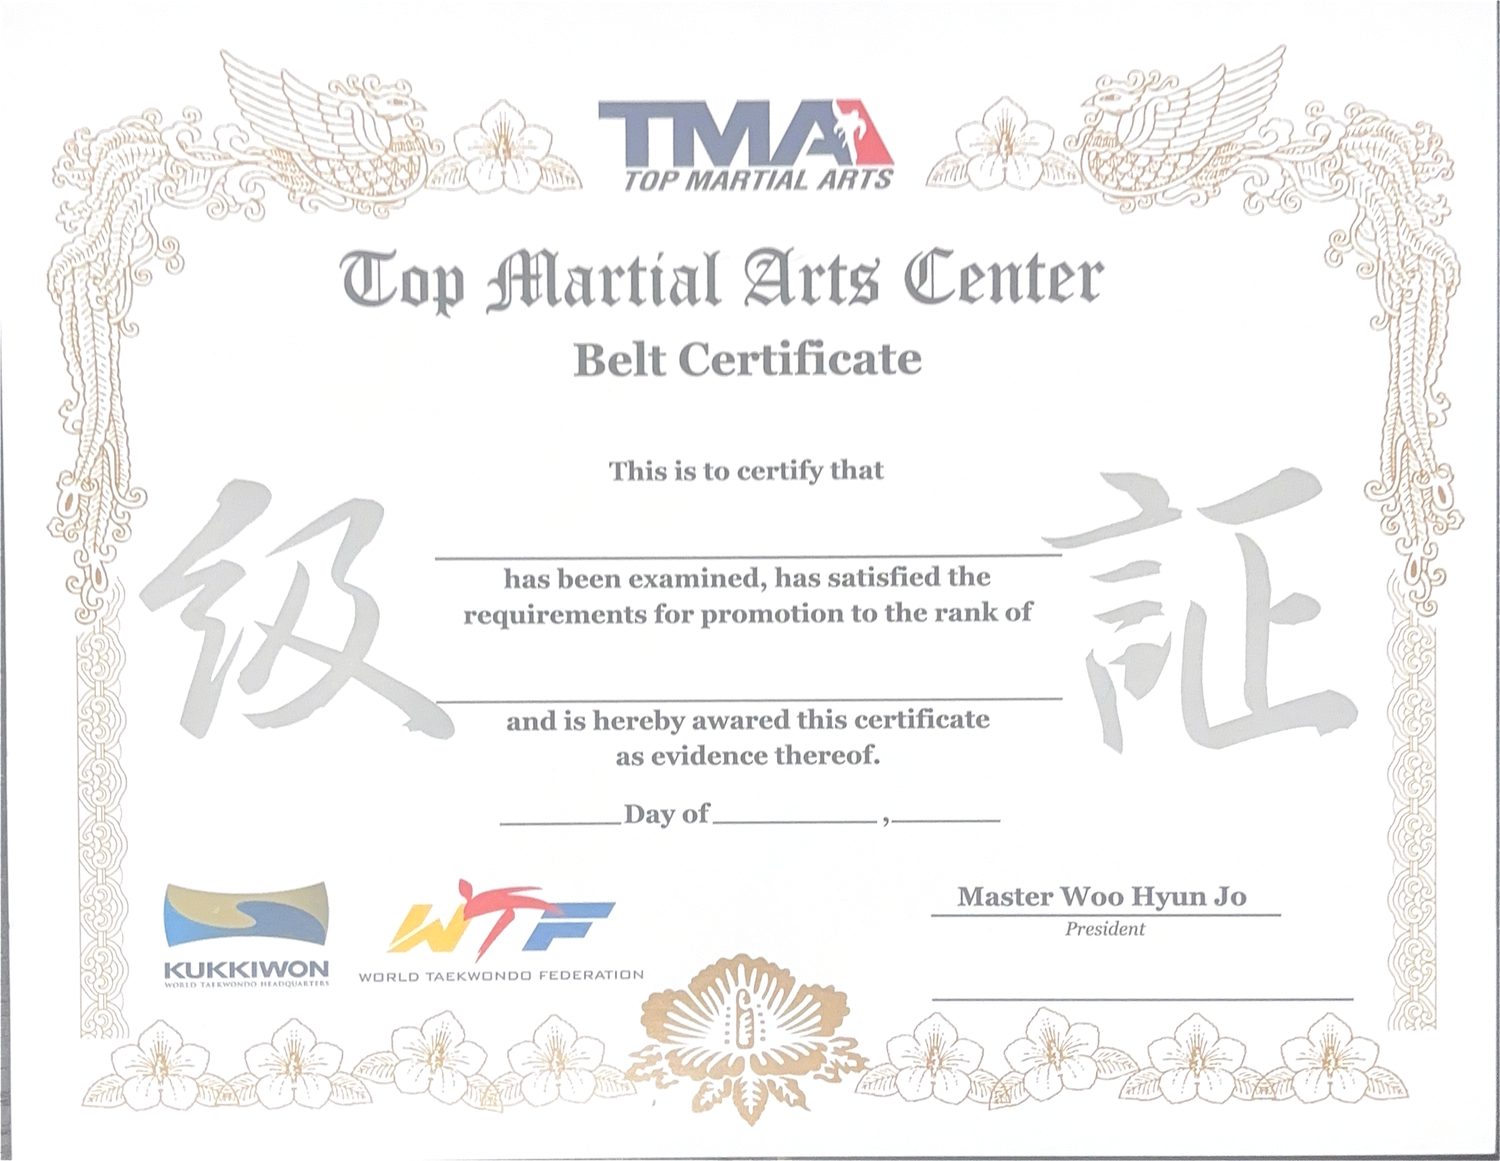 TMA
TOP MARTIAL ARTS
Top Martial Arts Center
Belt Certificate
This is to certify that
has been examined, has satisfied the
requirements for promotion to the rank of
級 証
and is hereby awared this certificate
as evidence thereof.
Day of ,
Master Woo Hyun Jo
President
KUKKIWON
WORLD TAEKWONDO HEADQUARTERS
WTF
WORLD TAEKWONDO FEDERATION